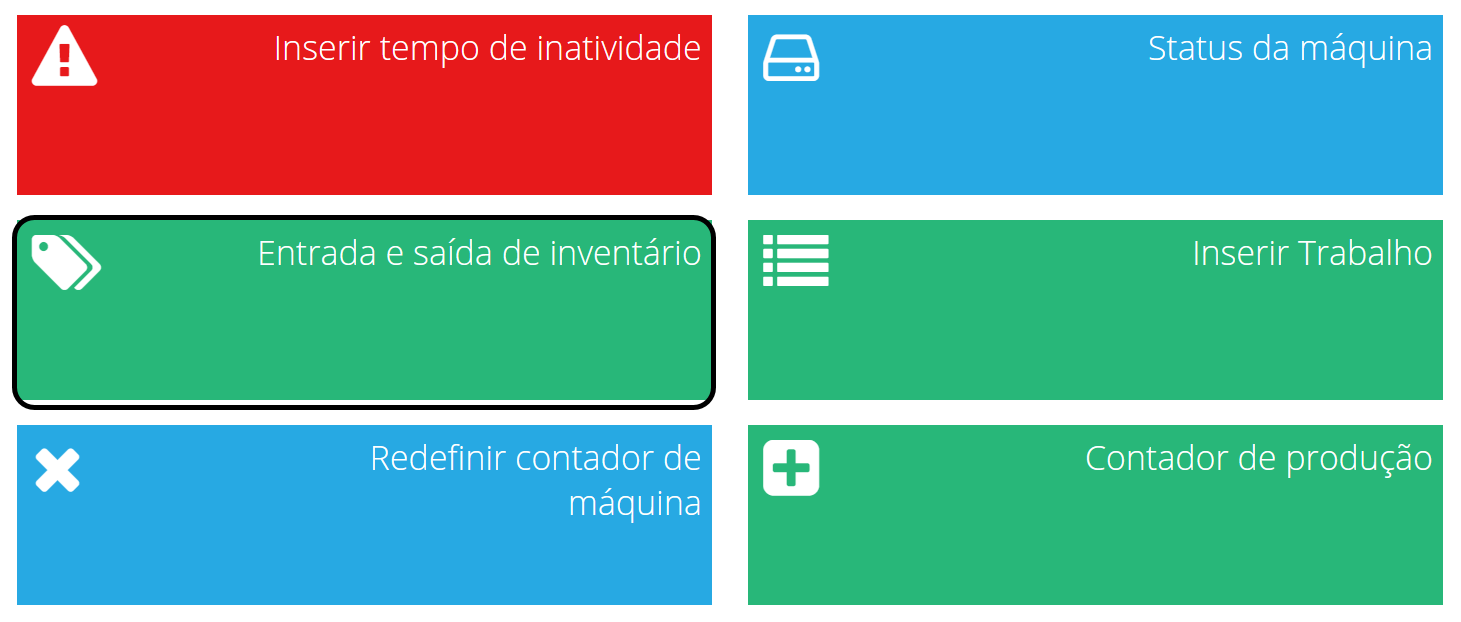 Inserir tempo de inatividade
Status da máquina
Entrada e saída de inventário
Inserir Trabalho
Redefinir contador de
máquina
Contador de produção